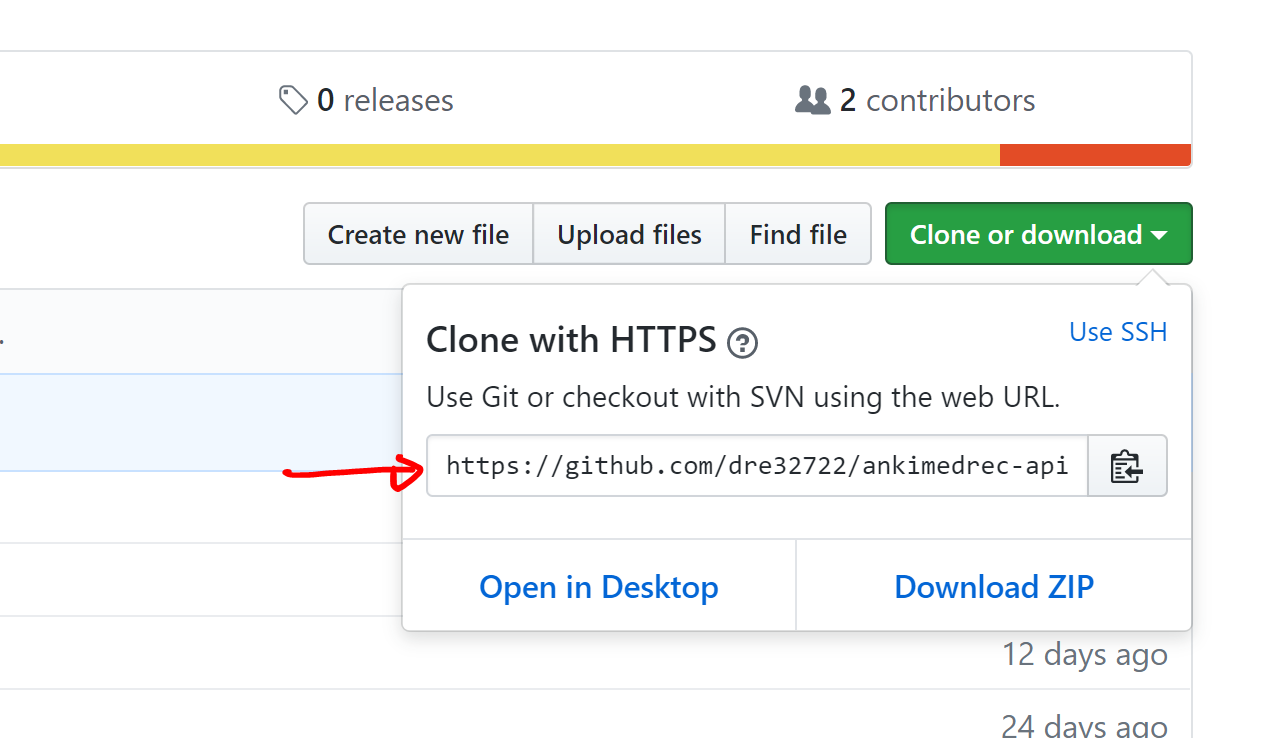 0 releases
2 contributors
Create new file
Upload files
Find file
Clone or download
Clone with HTTPS ?
Use SSH
Use Git or checkout with SVN using the web URL.
https://github.com/dre32722/ankimedrec-api
Open in Desktop
Download ZIP
12 days ago
24 days ago